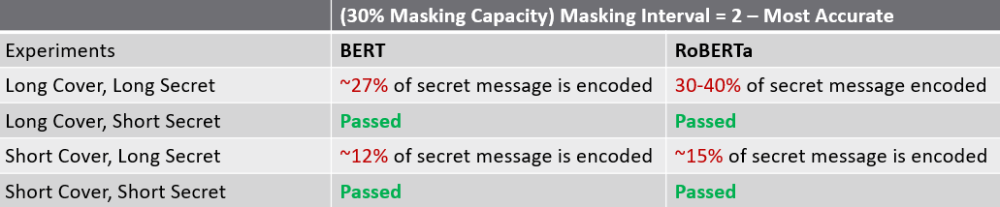 (30% Masking Capacity) Masking Interval = 2 – Most Accurate
Experiments BERT RoBERTa
Long Cover, Long Secret ~27% of secret message is encoded 30-40% of secret message encoded
Long Cover, Short Secret Passed Passed
Short Cover, Long Secret ~12% of secret message is encoded ~15% of secret message is encoded
Short Cover, Short Secret Passed Passed